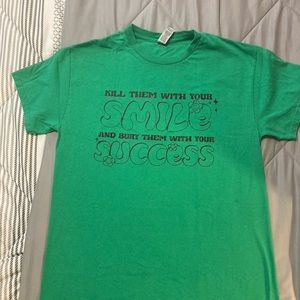 KILL THEM WITH YOUR
SMILE
AND BURY THEM WITH YOUR
SUCCESS